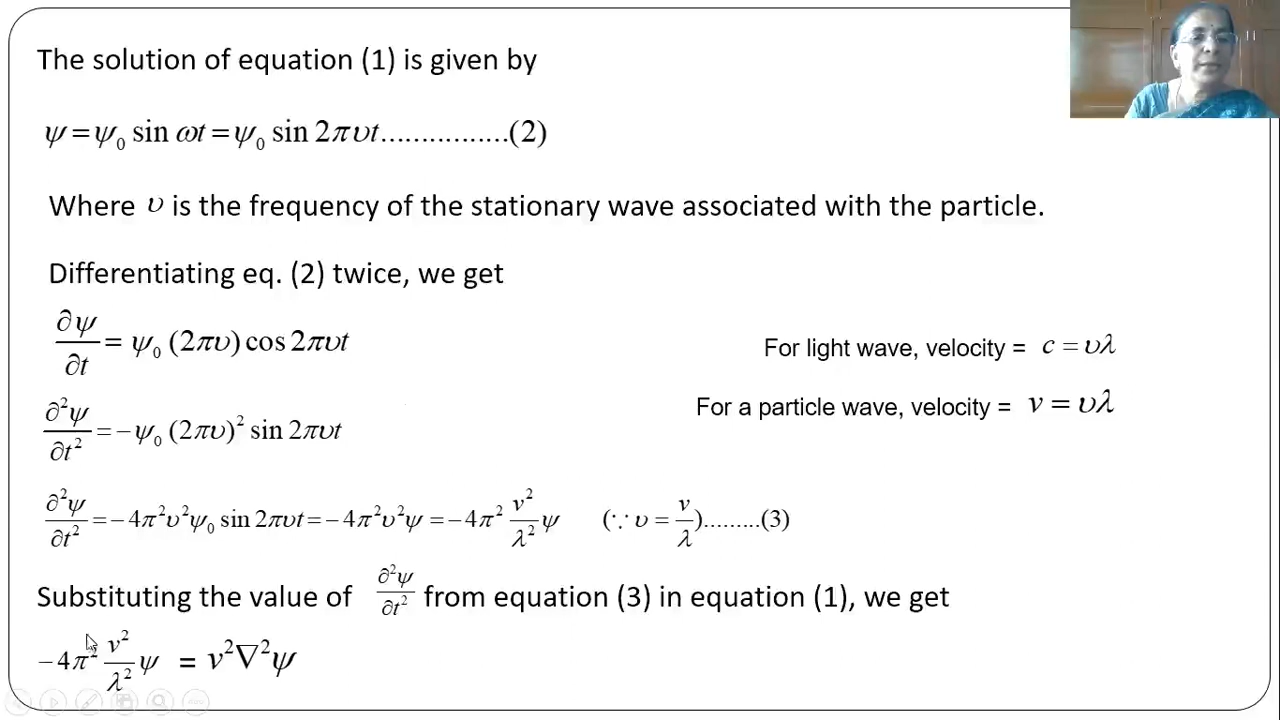 The solution of equation (1) is given by
ψ = ψ₀ sin ωt = ψ₀ sin 2πυt................(2)
Where υ is the frequency of the stationary wave associated with the particle.
Differentiating eq. (2) twice, we get
∂ψ/∂t = ψ₀ (2πυ) cos 2πυt
For light wave, velocity = c = υλ
For a particle wave, velocity = v = υλ
∂²ψ/∂t² = −ψ₀ (2πυ)² sin 2πυt
∂²ψ/∂t² = −4π²υ²ψ₀ sin 2πυt = −4π²υ²ψ = −4π² v²/λ² ψ (∵ υ = v/λ).........(3)
Substituting the value of ∂²ψ/∂t² from equation (3) in equation (1), we get
−4π² v²/λ² ψ = v²∇²ψ